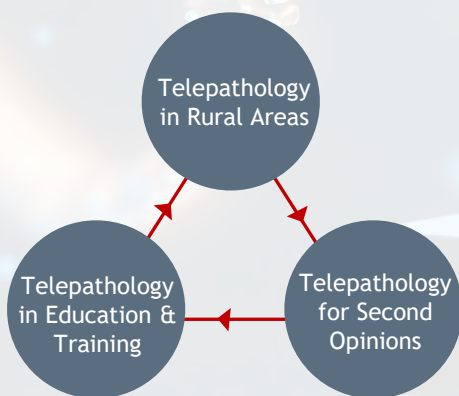 Telepathology
in Rural Areas
Telepathology
in Education &
Training
Telepathology
for Second
Opinions